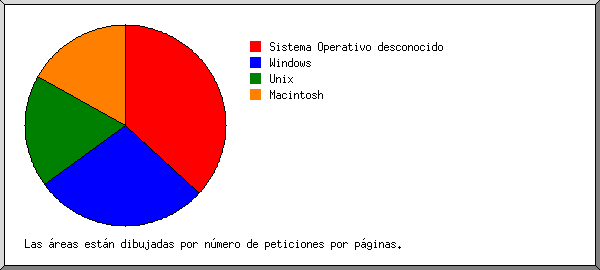 Sistema Operativo desconocido
Windows
Unix
Macintosh
Las áreas están dibujadas por número de peticiones por páginas.